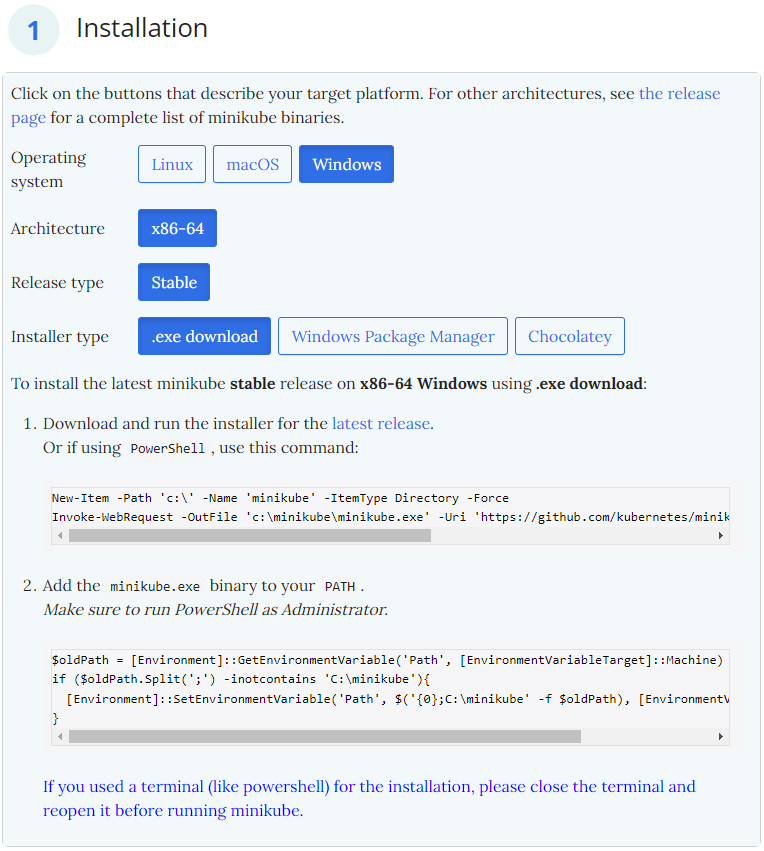 1
Installation
Click on the buttons that describe your target platform. For other architectures, see the release
page for a complete list of minikube binaries.
Operating
system
Linux macOS Windows
Architecture x86-64
Release type Stable
Installer type .exe download Windows Package Manager Chocolatey
To install the latest minikube stable release on x86-64 Windows using .exe download:
1. Download and run the installer for the latest release.
Or if using PowerShell , use this command:
New-Item -Path 'c:\' -Name 'minikube' -ItemType Directory -Force
Invoke-WebRequest -OutFile 'c:\minikube\minikube.exe' -Uri 'https://github.com/kubernetes/minik
2. Add the minikube.exe binary to your PATH .
Make sure to run PowerShell as Administrator.
$oldPath = [Environment]::GetEnvironmentVariable('Path', [EnvironmentVariableTarget]::Machine)
if ($oldPath.Split(';') -inotcontains 'C:\minikube'){
[Environment]::SetEnvironmentVariable('Path', $('{0};C:\minikube' -f $oldPath), [EnvironmentV
}
If you used a terminal (like powershell) for the installation, please close the terminal and
reopen it before running minikube.